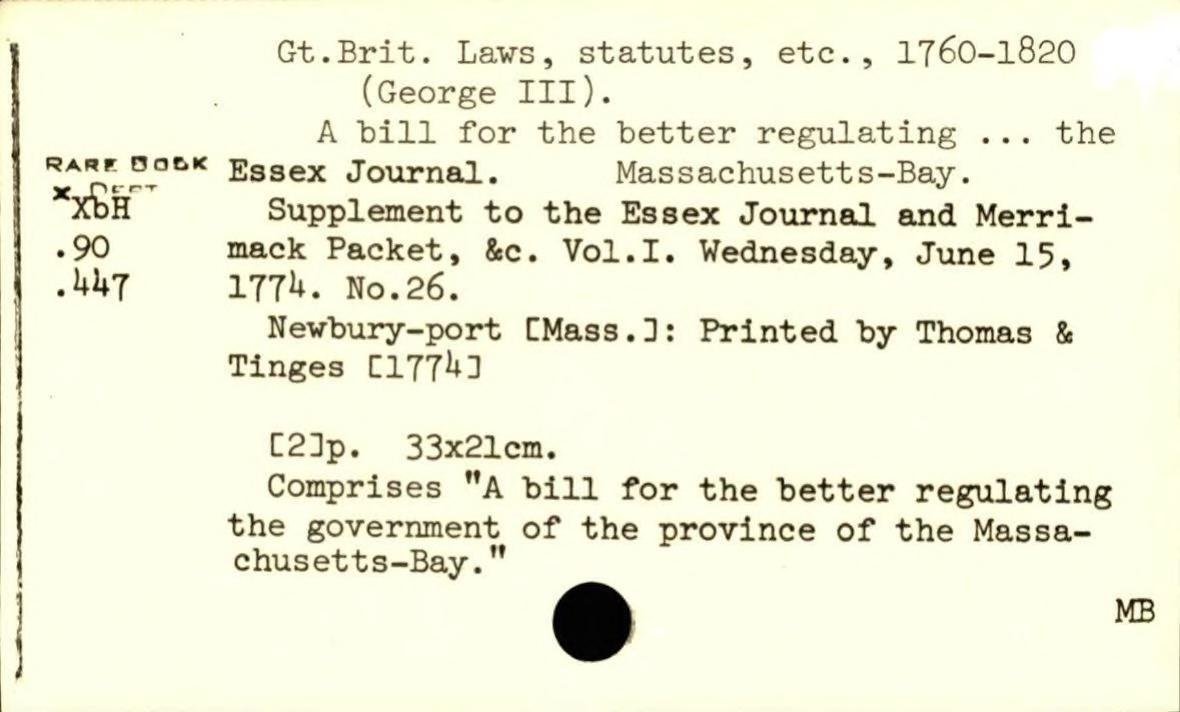 Gt.Brit. Laws, statutes, etc., 1760-1820
(George III).
A bill for the better regulating ... the
Massachusetts-Bay.
RARE BOOK
DEPT
Essex Journal.
xXbH
.90
.447
Supplement to the Essex Journal and Merri-
mack Packet, &c. Vol.I. Wednesday, June 15,
1774. No.26.
Newbury-port [Mass.]: Printed by Thomas &
Tinges [1774]
[2]p. 33x21cm.
Comprises "A bill for the better regulating
the government of the province of the Massa-
chusetts-Bay."
MB